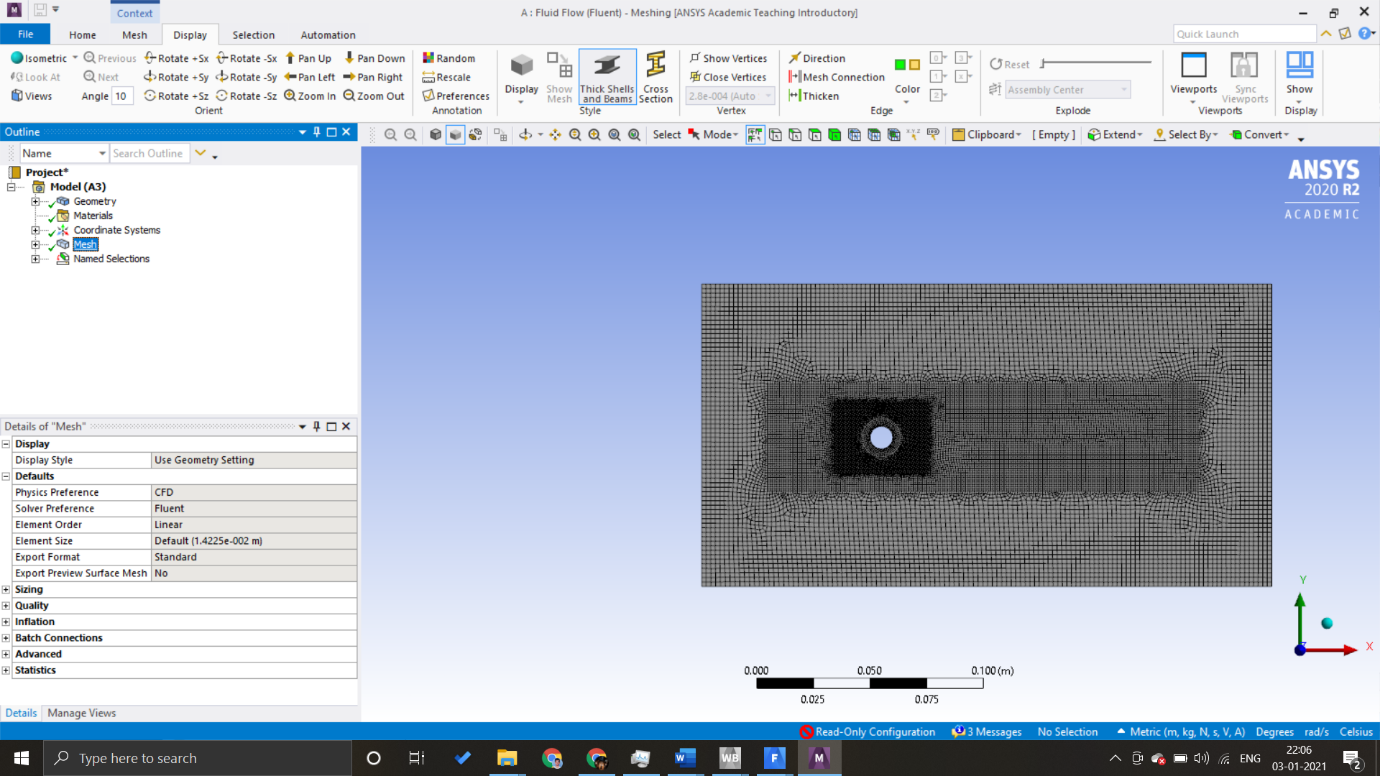 Context
A : Fluid Flow (Fluent) - Meshing [ANSYS Academic Teaching Introductory]
File Home Mesh Display Selection Automation
Quick Launch
Isometric Previous Rotate +Sx Rotate -Sx Pan Up Pan Down
Look At Next Rotate +Sy Rotate -Sy Pan Left Pan Right
Views Angle 10 Rotate +Sz Rotate -Sz Zoom In Zoom Out
Orient
Random
Rescale
Preferences
Annotation
Display
Show Mesh
Thick Shells and Beams
Cross Section
Style
Show Vertices
Close Vertices
2.8e-004 (Auto
Vertex
Direction
Mesh Connection
Thicken
Color
Edge
Reset
Assembly Center
Explode
Viewports
Sync Viewports
Viewports
Show
Display
Outline
Select Mode Clipboard [ Empty ] Extend Select By Convert
Name Search Outline
Project*
Model (A3)
Geometry
Materials
Coordinate Systems
Mesh
Named Selections
ANSYS
2020 R2
ACADEMIC
Details of "Mesh"
Display
Display Style Use Geometry Setting
Defaults
Physics Preference CFD
Solver Preference Fluent
Element Order Linear
Element Size Default (1.4225e-002 m)
Export Format Standard
Export Preview Surface Mesh No
Sizing
Quality
Inflation
Batch Connections
Advanced
Statistics
Y
X
Z
0.000 0.050 0.100 (m)
0.025 0.075
Details Manage Views
Read-Only Configuration 3 Messages No Selection Metric (m, kg, N, s, V, A) Degrees rad/s Celsius
Type here to search
ENG
22:06
03-01-2021
2